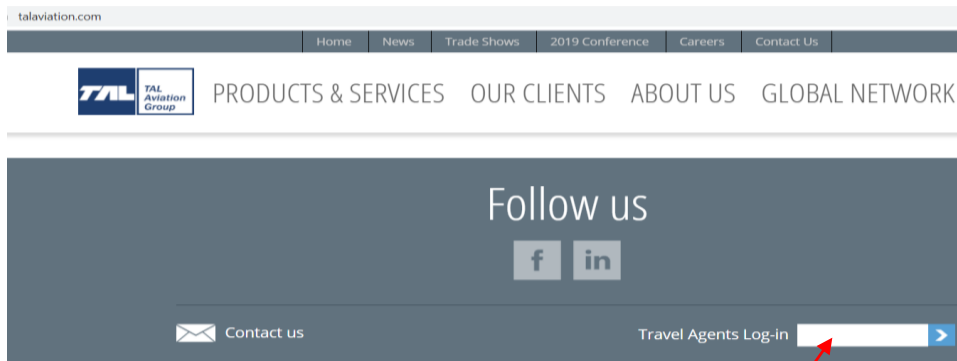 talaviation.com
Home News Trade Shows 2019 Conference Careers Contact Us
TAL TAL Aviation Group PRODUCTS & SERVICES OUR CLIENTS ABOUT US GLOBAL NETWORK
Follow us
f in
Contact us Travel Agents Log-in